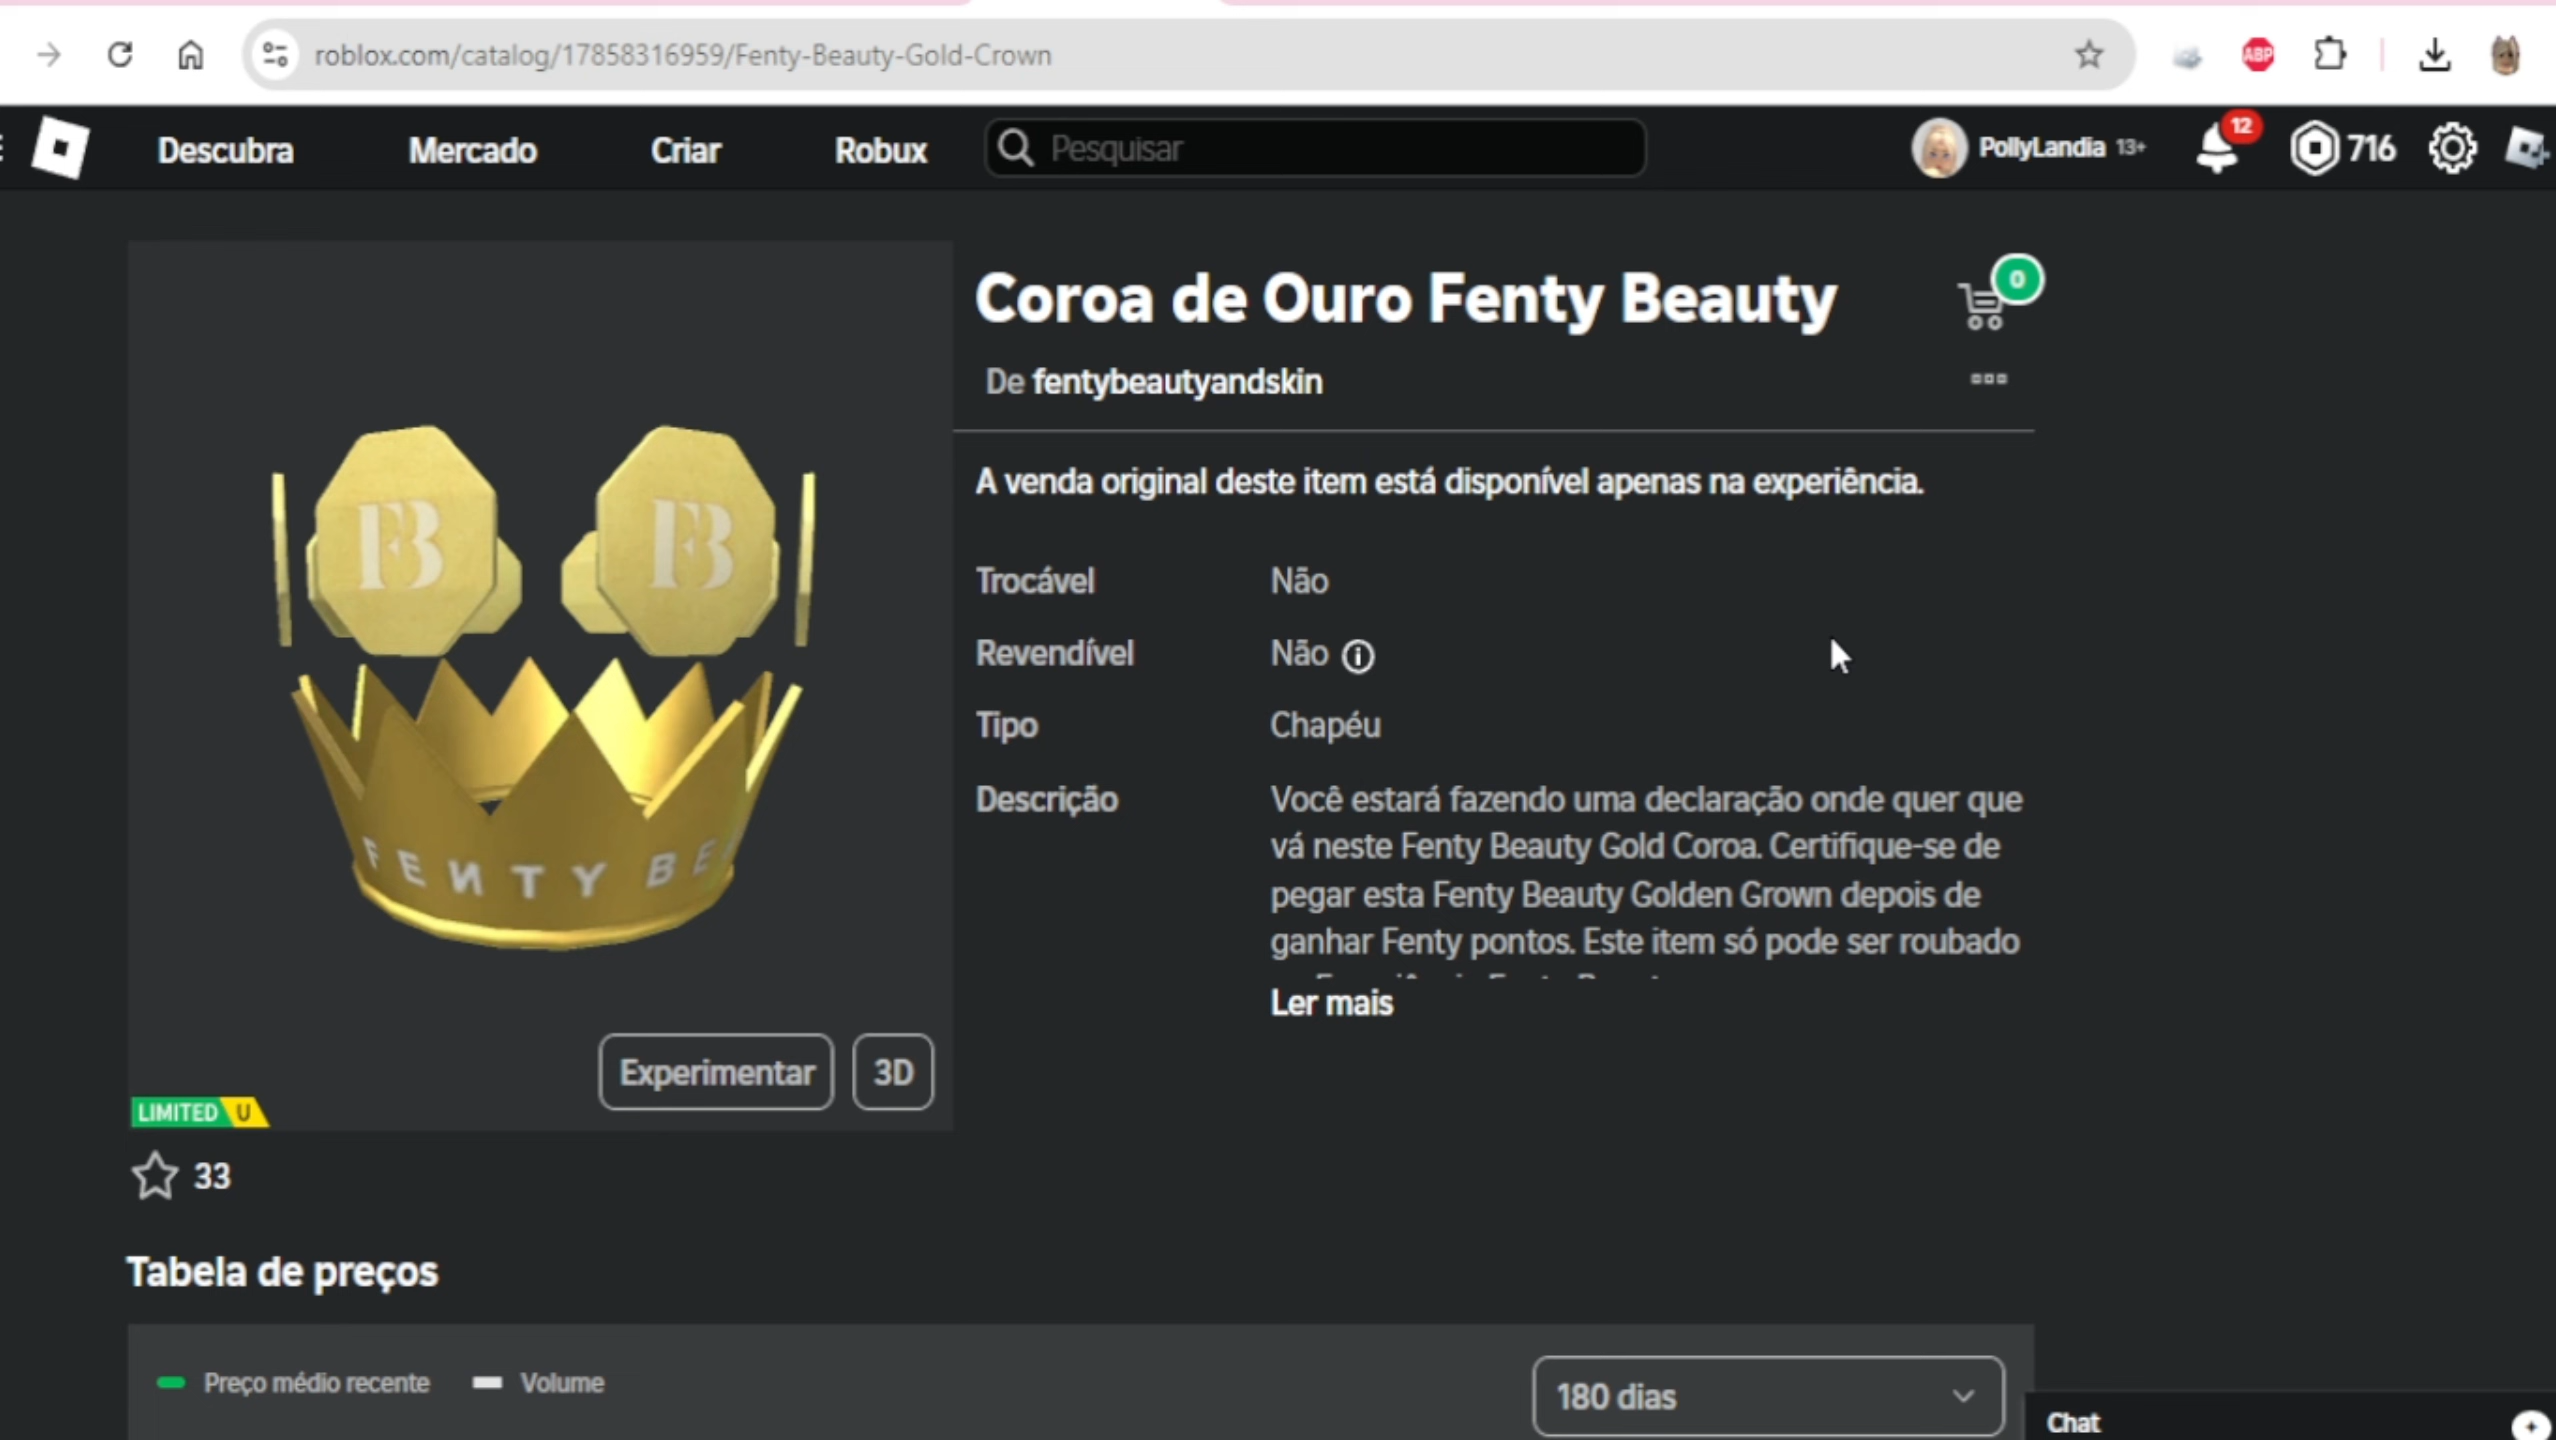 roblox.com/catalog/17858316959/Fenty-Beauty-Gold-Crown
ABP
Descubra
Mercado
Criar
Robux
Pesquisar
PollyLandia 13+
12
716
Coroa de Ouro Fenty Beauty
0
De fentybeautyandskin
A venda original deste item está disponível apenas na experiência.
Trocável Não
Revendível Não
Tipo Chapéu
Descrição Você estará fazendo uma declaração onde quer que
vá neste Fenty Beauty Gold Coroa. Certifique-se de
pegar esta Fenty Beauty Golden Grown depois de
ganhar Fenty pontos. Este item só pode ser roubado
Ler mais
FB
FB
FENTY BE
Experimentar
3D
LIMITED U
33
Tabela de preços
Preço médio recente
Volume
180 dias
Chat